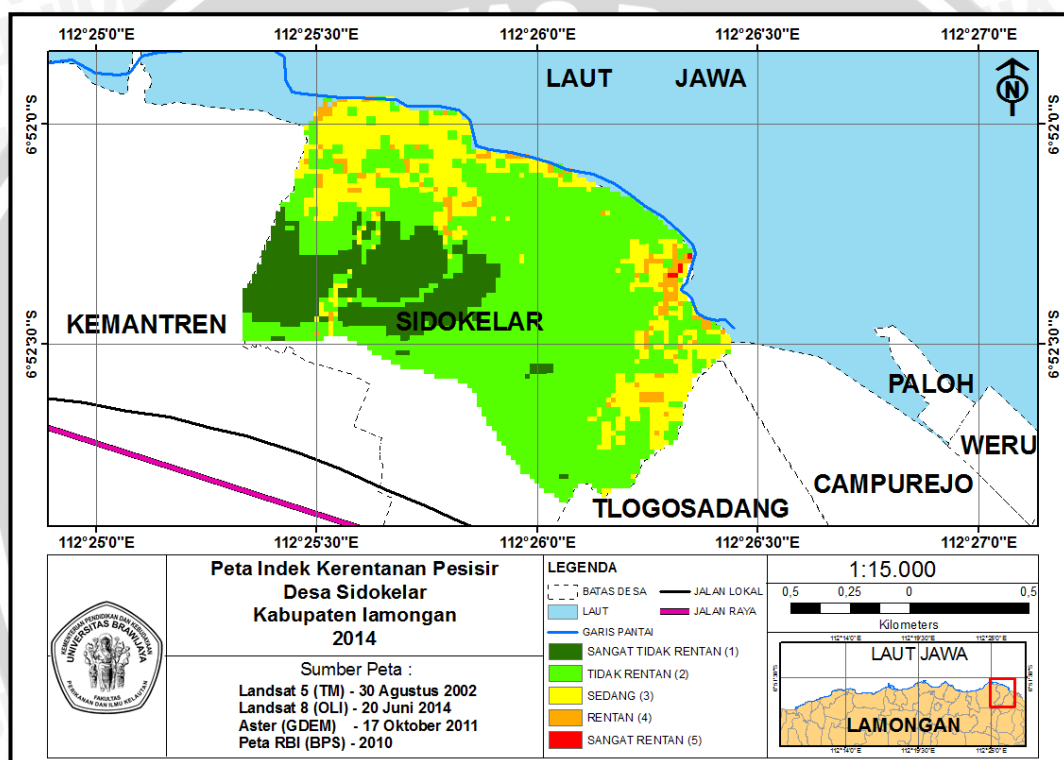 112°25'0"E 112°25'30"E 112°26'0"E 112°26'30"E 112°27'0"E
LAUT JAWA
N
6°52'0"S 6°52'0"S
KEMANTREN SIDOKELAR
6°52'30"S 6°52'30"S
PALOH
WERU
CAMPUREJO
TLOGOSADANG
112°25'0"E 112°25'30"E 112°26'0"E 112°26'30"E 112°27'0"E
KEMENTERIAN PENDIDIKAN DAN KEBUDAYAAN
UNIVERSITAS BRAWIJAYA
FAKULTAS
PERIKANAN DAN ILMU KELAUTAN
Peta Indek Kerentanan Pesisir
Desa Sidokelar
Kabupaten lamongan
2014
Sumber Peta :
Landsat 5 (TM) - 30 Agustus 2002
Landsat 8 (OLI) - 20 Juni 2014
Aster (GDEM) - 17 Oktober 2011
Peta RBI (BPS) - 2010
LEGENDA
BATAS DESA JALAN LOKAL
LAUT JALAN RAYA
GARIS PANTAI
SANGAT TIDAK RENTAN (1)
TIDAK RENTAN (2)
SEDANG (3)
RENTAN (4)
SANGAT RENTAN (5)
1:15.000
0,5 0,25 0 0,5
Kilometers
LAUT JAWA
LAMONGAN